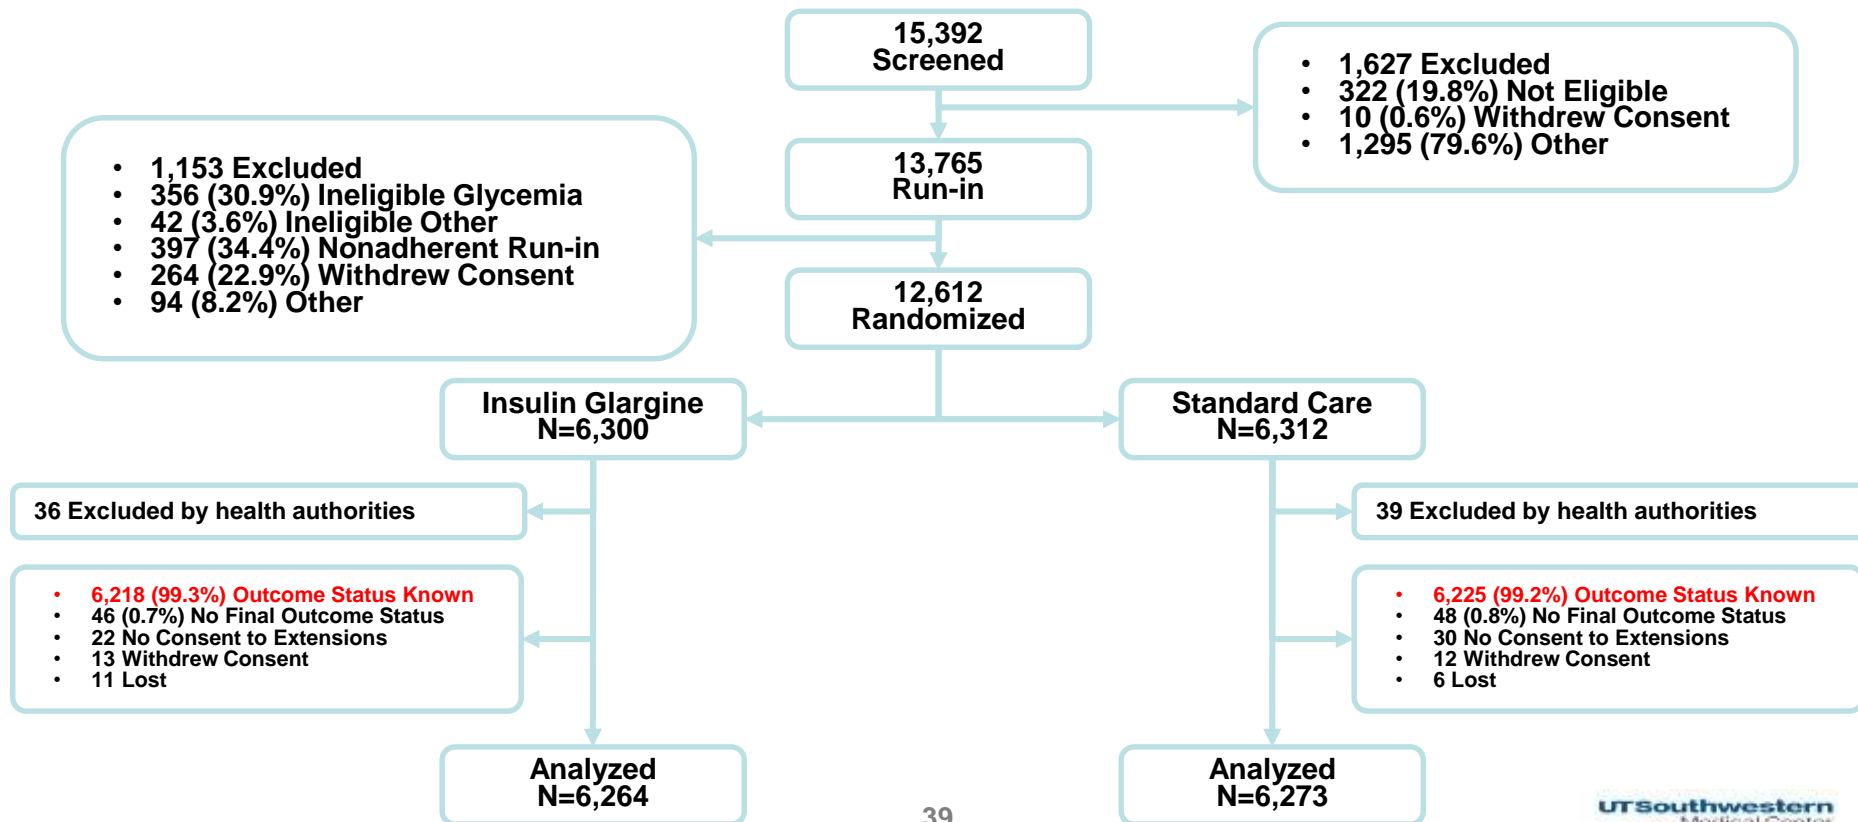 15,392
Screened
• 1,627 Excluded
• 322 (19.8%) Not Eligible
• 10 (0.6%) Withdrew Consent
• 1,295 (79.6%) Other
13,765
Run-in
• 1,153 Excluded
• 356 (30.9%) Ineligible Glycemia
• 42 (3.6%) Ineligible Other
• 397 (34.4%) Nonadherent Run-in
• 264 (22.9%) Withdrew Consent
• 94 (8.2%) Other
12,612
Randomized
Insulin Glargine
N=6,300
Standard Care
N=6,312
36 Excluded by health authorities
39 Excluded by health authorities
• 6,218 (99.3%) Outcome Status Known
• 46 (0.7%) No Final Outcome Status
• 22 No Consent to Extensions
• 13 Withdrew Consent
• 11 Lost
• 6,225 (99.2%) Outcome Status Known
• 48 (0.8%) No Final Outcome Status
• 30 No Consent to Extensions
• 12 Withdrew Consent
• 6 Lost
Analyzed
N=6,264
Analyzed
N=6,273
39
UTSouthwestern
Medical Center